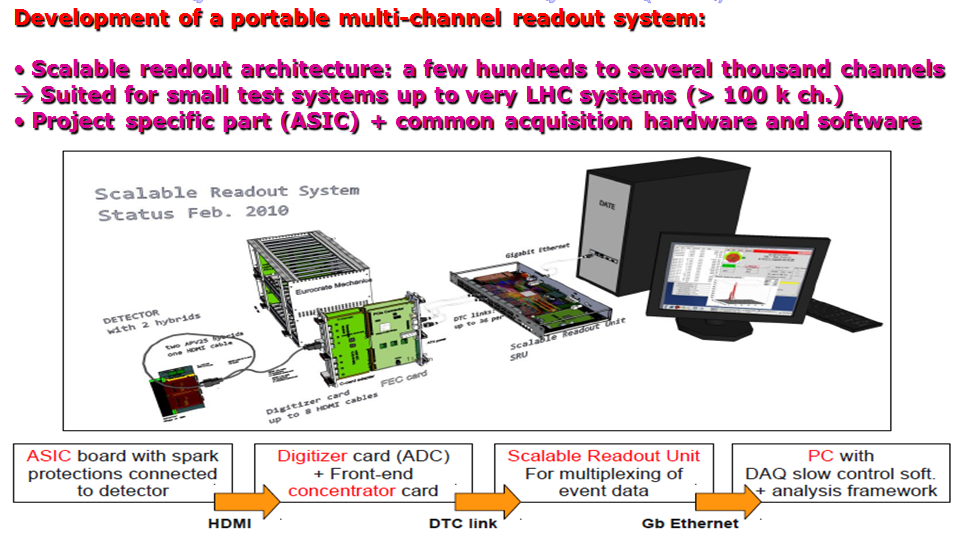 Development of a portable multi-channel readout system:
• Scalable readout architecture: a few hundreds to several thousand channels
→ Suited for small test systems up to very LHC systems (> 100 k ch.)
• Project specific part (ASIC) + common acquisition hardware and software
Scalable Readout System
Status Feb. 2010
DATE
Gigabit Ethernet
Eurocrate Mechanics
DETECTOR
with 2 hybrids
two APV25 hybrids
one HDMI cable
DTC links:
up to 36 per
Scalable Readout Unit
SRU
FEC card
Digitizer card
up to 8 HDMI cables
ASIC board with spark
protections connected
to detector
Digitizer card (ADC)
+ Front-end
concentrator card
Scalable Readout Unit
For multiplexing of
event data
PC with
DAQ slow control soft.
+ analysis framework
HDMI
DTC link
Gb Ethernet